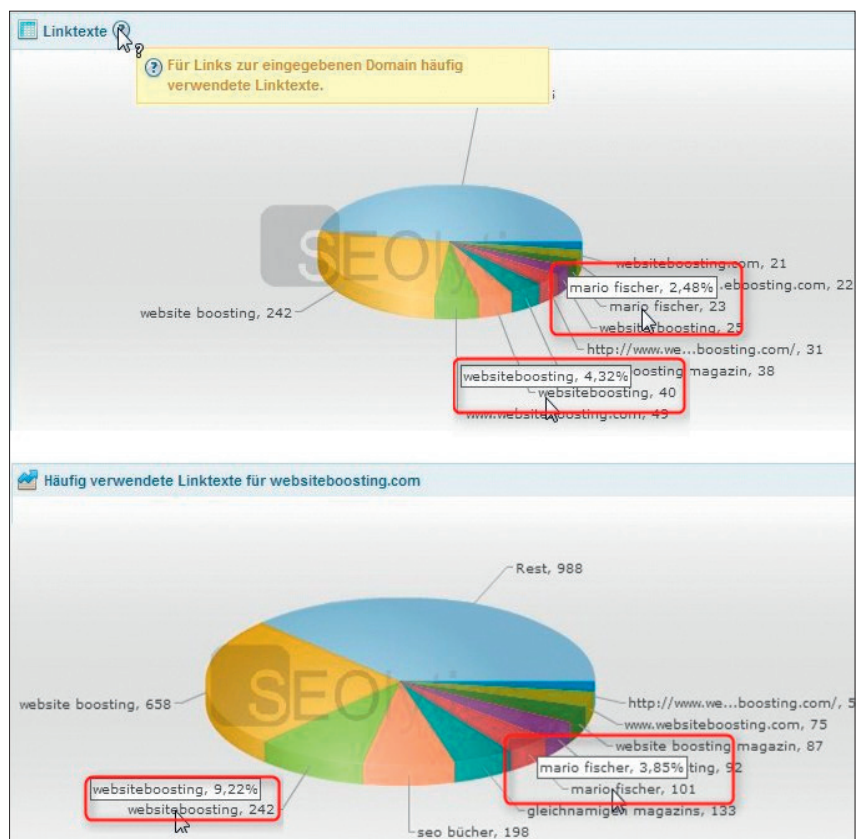 Linktexte
Für Links zur eingegebenen Domain häufig
verwendete Linktexte.
SEOlyti
websiteboosting.com, 21
mario fischer, 2,48%
.eboosting.com, 22
mario fischer, 23
website boosting, 242
websiteboosting, 25
http://www.we...boosting.com/, 31
websiteboosting, 4,32%
boosting magazin, 38
websiteboosting, 40
www.websiteboosting.com, 49
Häufig verwendete Linktexte für websiteboosting.com
Rest, 988
SEOlyti
website boosting, 658
http://www.we...boosting.com/, 5
www.websiteboosting.com, 75
website boosting magazin, 87
mario fischer, 3,85%
ting, 92
websiteboosting, 9,22%
mario fischer, 101
websiteboosting, 242
gleichnamigen magazins, 133
seo bücher, 198